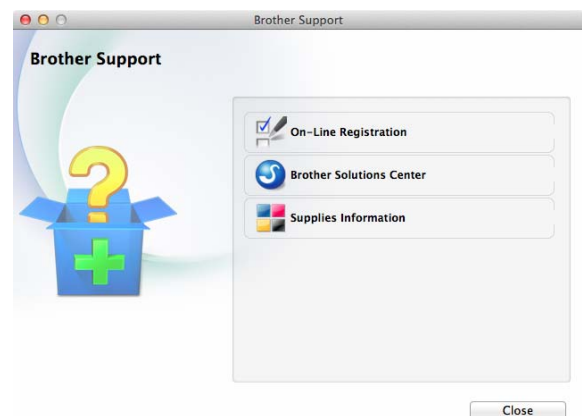 Brother Support
Brother Support
On-Line Registration
Brother Solutions Center
Supplies Information
Close